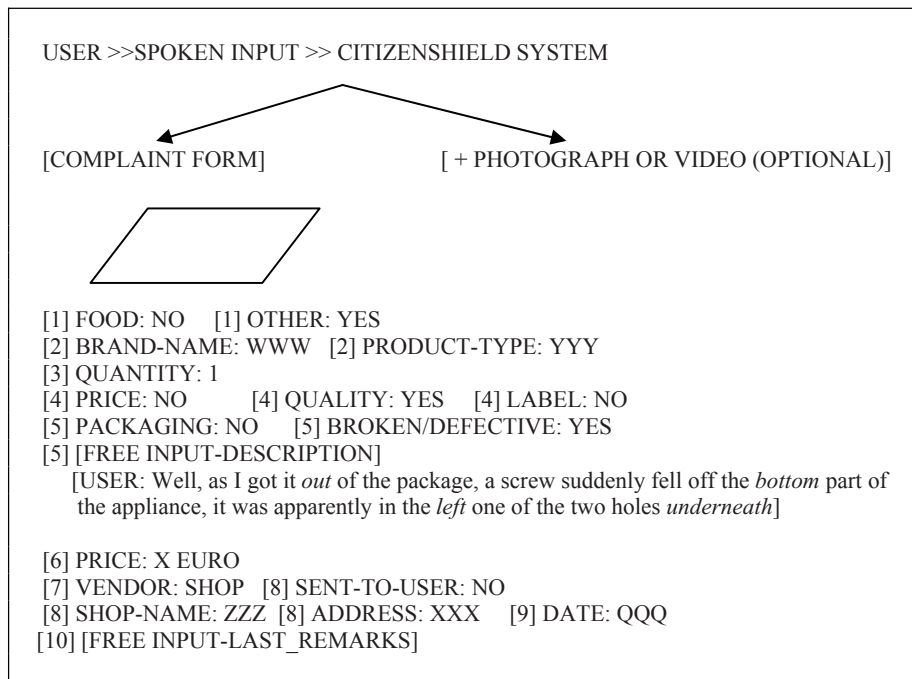 USER >>SPOKEN INPUT >> CITIZENSHIELD SYSTEM
[COMPLAINT FORM] [ + PHOTOGRAPH OR VIDEO (OPTIONAL)]
[1] FOOD: NO [1] OTHER: YES
[2] BRAND-NAME: WWW [2] PRODUCT-TYPE: YYY
[3] QUANTITY: 1
[4] PRICE: NO [4] QUALITY: YES [4] LABEL: NO
[5] PACKAGING: NO [5] BROKEN/DEFECTIVE: YES
[5] [FREE INPUT-DESCRIPTION]
[USER: Well, as I got it out of the package, a screw suddenly fell off the bottom part of
the appliance, it was apparently in the left one of the two holes underneath]
[6] PRICE: X EURO
[7] VENDOR: SHOP [8] SENT-TO-USER: NO
[8] SHOP-NAME: ZZZ [8] ADDRESS: XXX [9] DATE: QQQ
[10] [FREE INPUT-LAST_REMARKS]